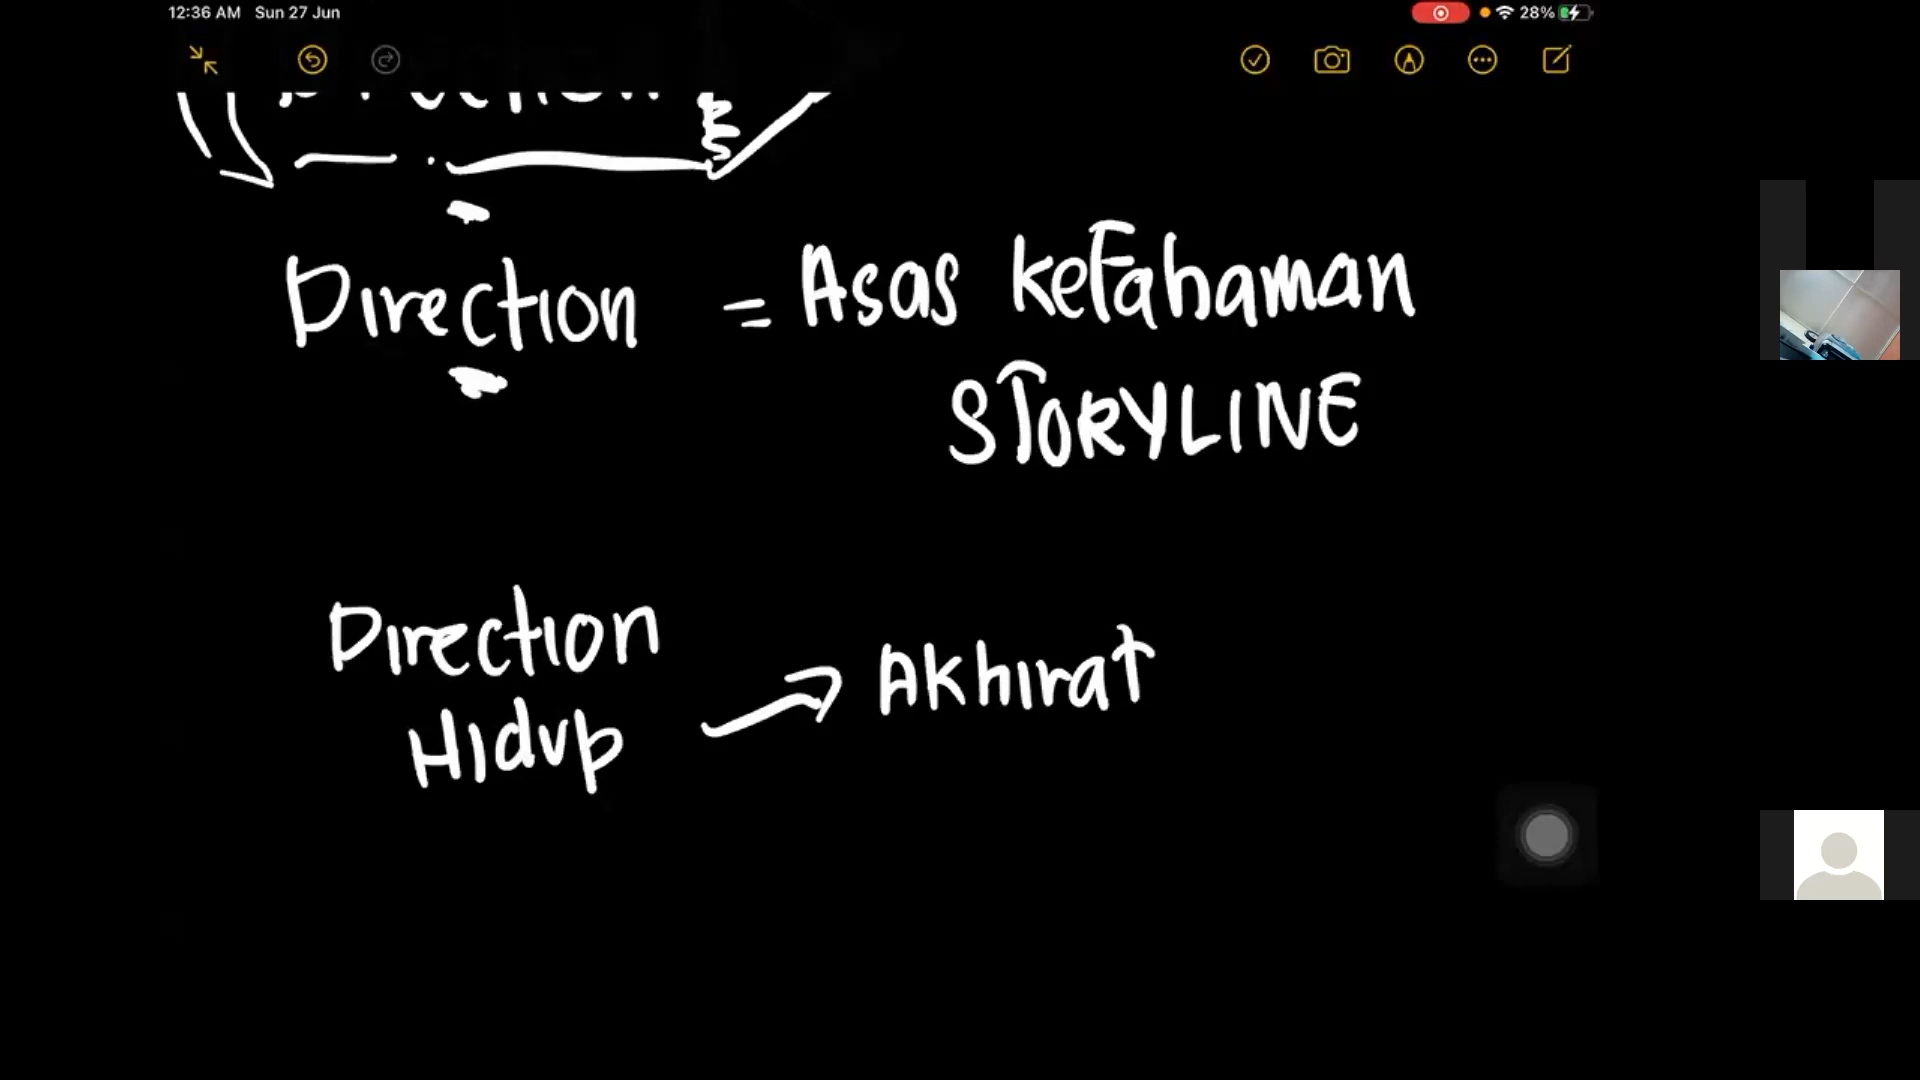 12:36 AM Sun 27 Jun
28%
Direction = Asas keFahaman
STORYLINE
Direction
Hidup → Akhirat